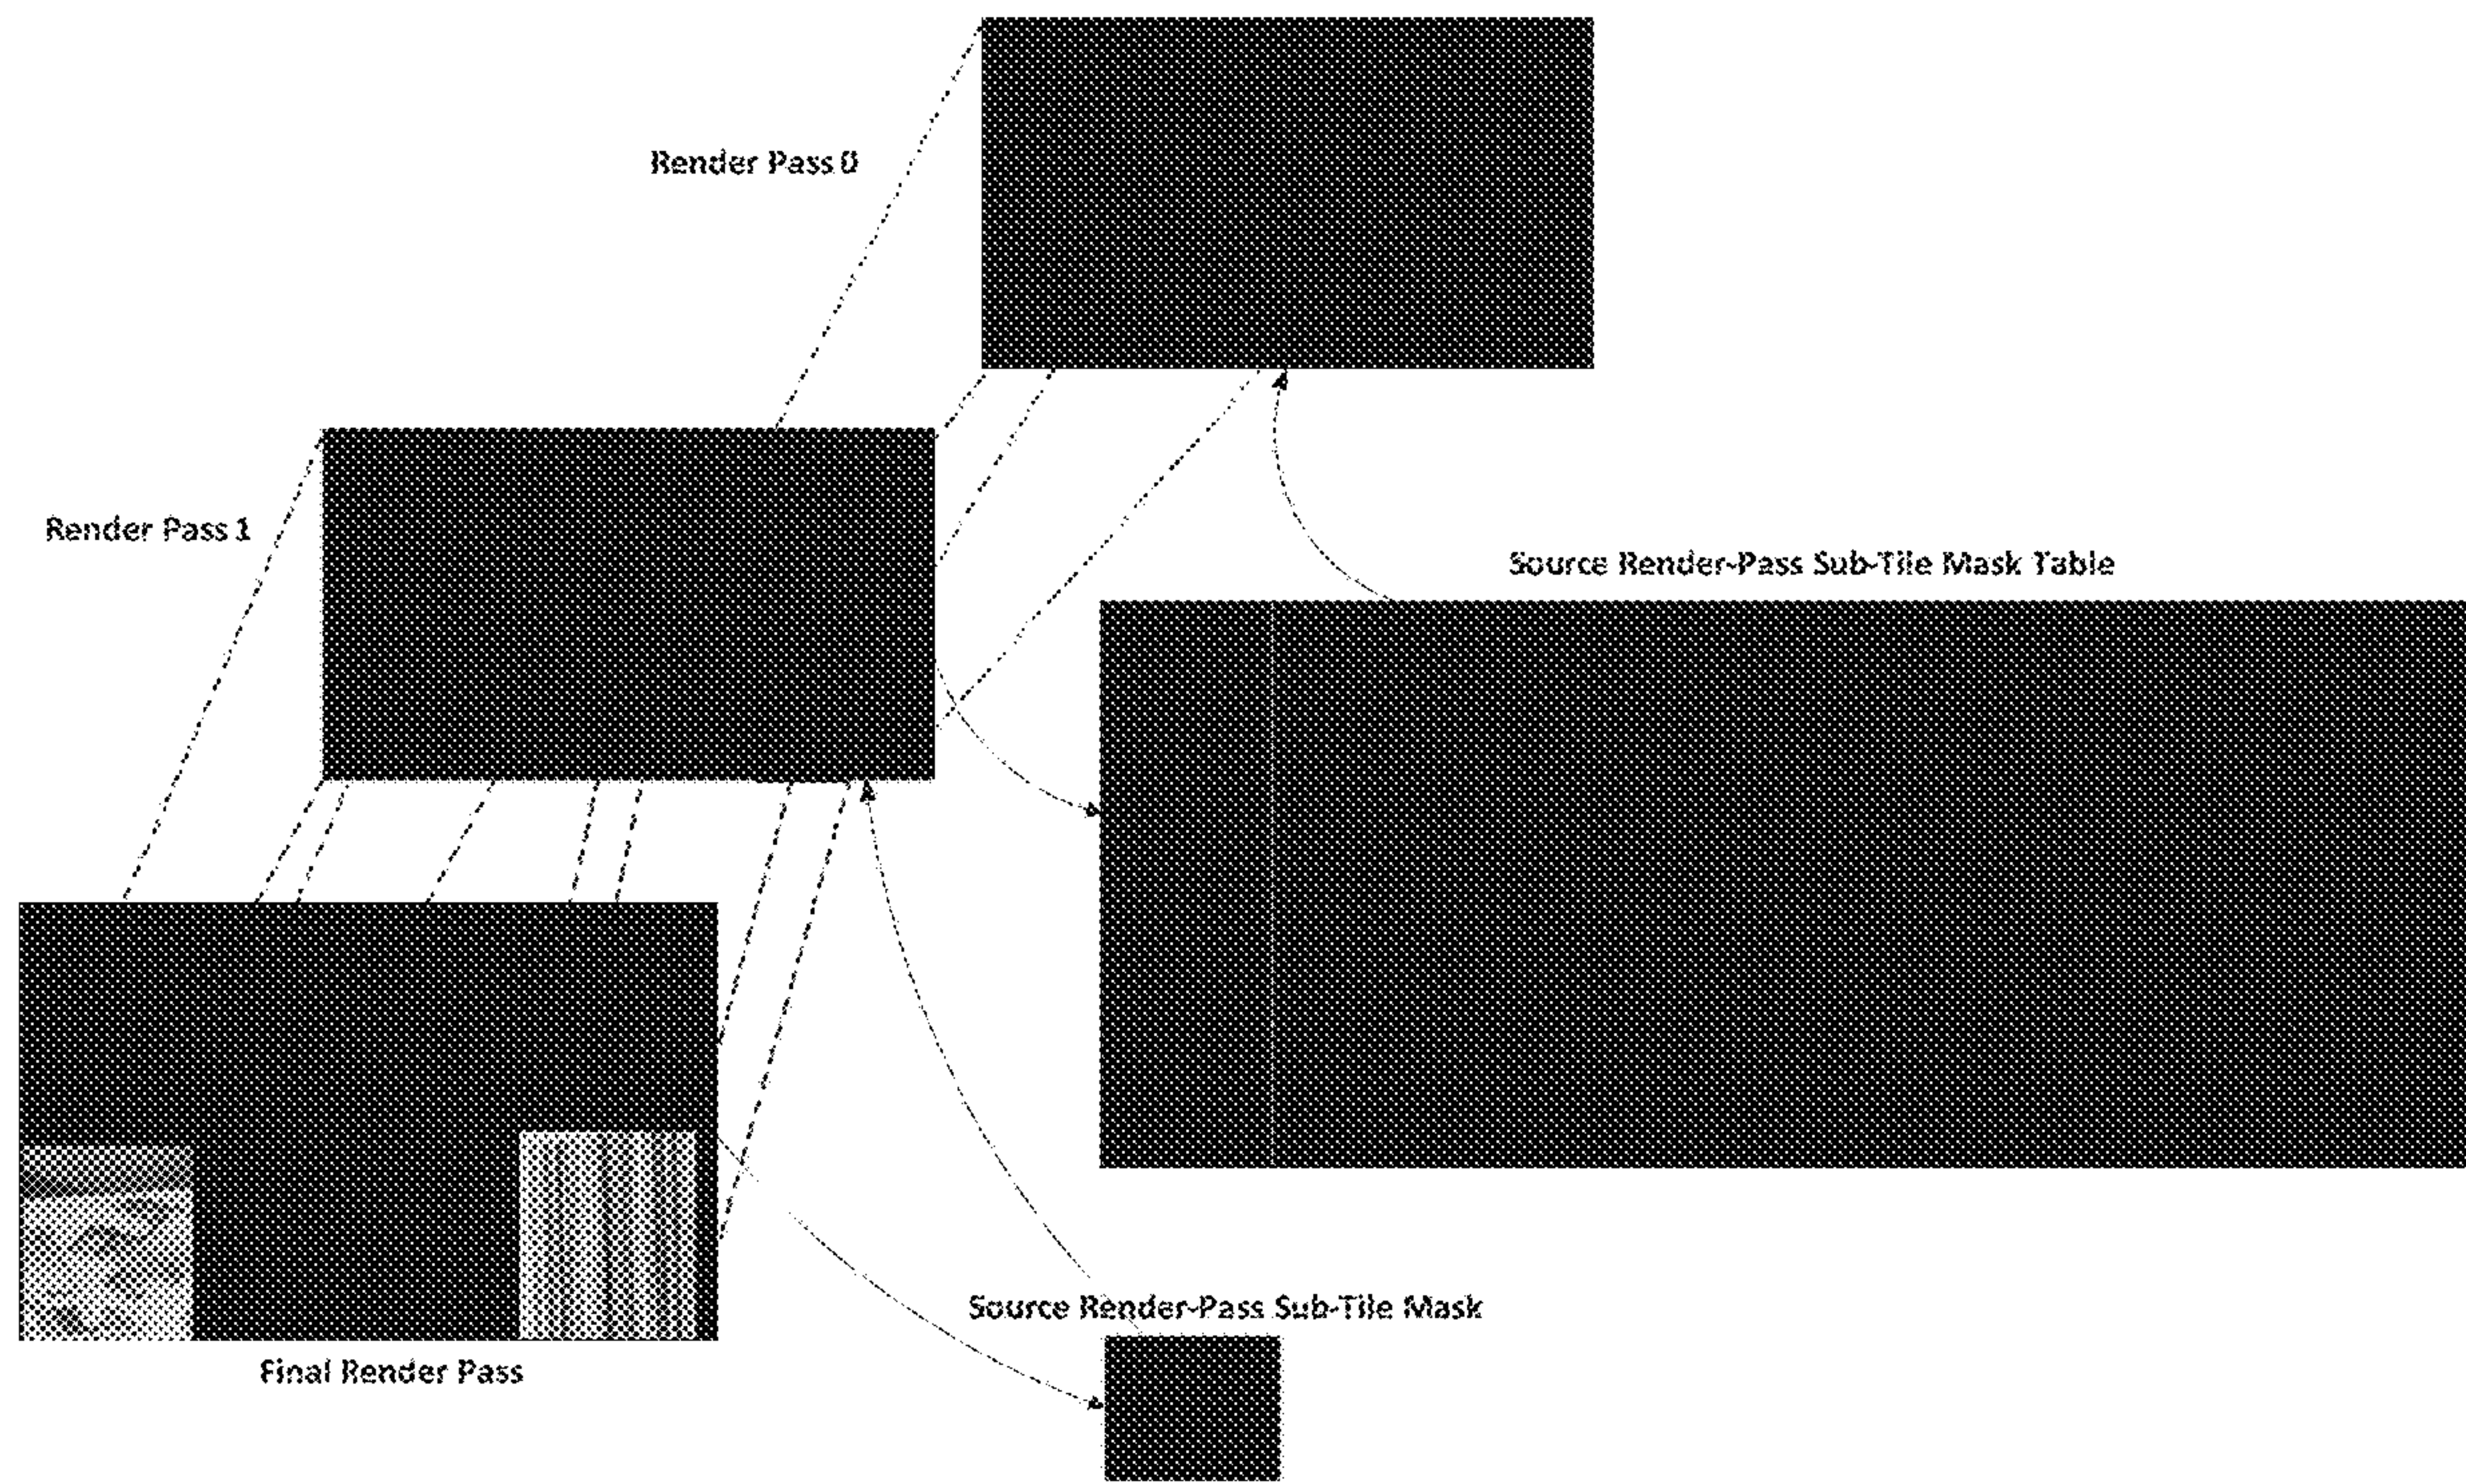 Render Pass 0
Render Pass 1
Source Render-Pass Sub-Tile Mask Table
Source Render-Pass Sub-Tile Mask
Final Render Pass